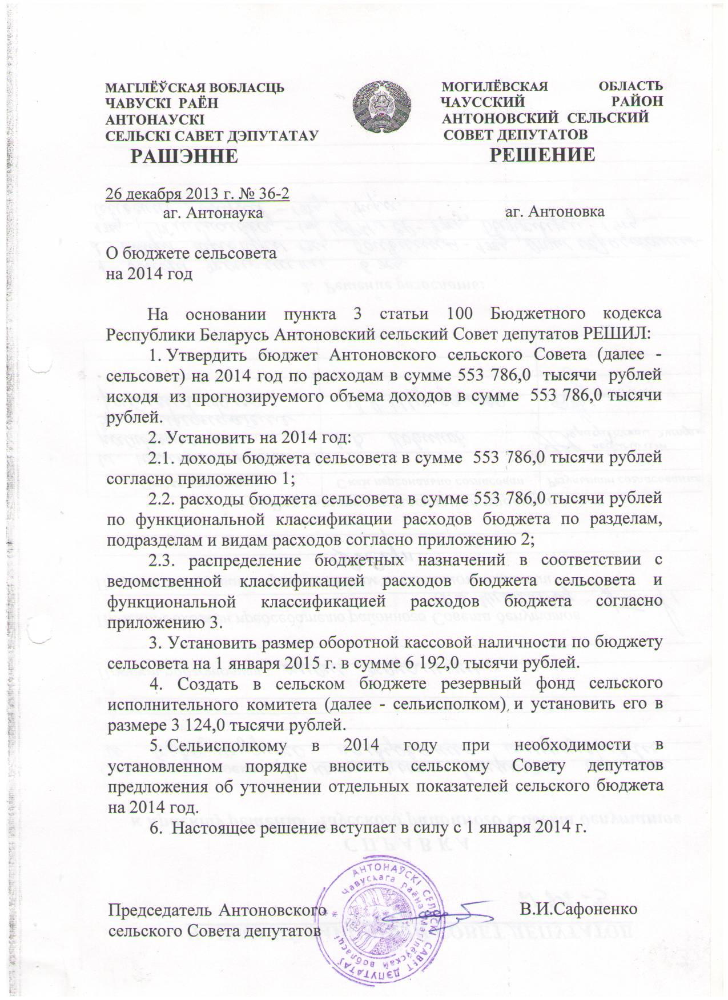 МАГІЛЁЎСКАЯ ВОБЛАСЦЬ
ЧАВУСКІ РАЁН
АНТОНАУСКІ
СЕЛЬСКІ САВЕТ ДЭПУТАТАУ
РАШЭННЕ
МОГИЛЁВСКАЯ ОБЛАСТЬ
ЧАУССКИЙ РАЙОН
АНТОНОВСКИЙ СЕЛЬСКИЙ
СОВЕТ ДЕПУТАТОВ
РЕШЕНИЕ
26 декабря 2013 г. № 36-2
аг. Антонаука
аг. Антоновка
О бюджете сельсовета
на 2014 год
На основании пункта 3 статьи 100 Бюджетного кодекса
Республики Беларусь Антоновский сельский Совет депутатов РЕШИЛ:
1. Утвердить бюджет Антоновского сельского Совета (далее -
сельсовет) на 2014 год по расходам в сумме 553 786,0 тысячи рублей
исходя из прогнозируемого объема доходов в сумме 553 786,0 тысячи
рублей.
2. Установить на 2014 год:
2.1. доходы бюджета сельсовета в сумме 553 786,0 тысячи рублей
согласно приложению 1;
2.2. расходы бюджета сельсовета в сумме 553 786,0 тысячи рублей
по функциональной классификации расходов бюджета по разделам,
подразделам и видам расходов согласно приложению 2;
2.3. распределение бюджетных назначений в соответствии с
ведомственной классификацией расходов бюджета сельсовета и
функциональной классификацией расходов бюджета согласно
приложению 3.
3. Установить размер оборотной кассовой наличности по бюджету
сельсовета на 1 января 2015 г. в сумме 6 192,0 тысячи рублей.
4. Создать в сельском бюджете резервный фонд сельского
исполнительного комитета (далее - сельисполком) и установить его в
размере 3 124,0 тысячи рублей.
5. Сельисполкому в 2014 году при необходимости в
установленном порядке вносить сельскому Совету депутатов
предложения об уточнении отдельных показателей сельского бюджета
на 2014 год.
6. Настоящее решение вступает в силу с 1 января 2014 г.
Председатель Антоновского
сельского Совета депутатов
В.И.Сафоненко
АНТОНАЎСКІ СЕЛЬСКІ САВЕТ ДЭПУТАТАЎ
Чавускага раёна Магілёўскай вобласці